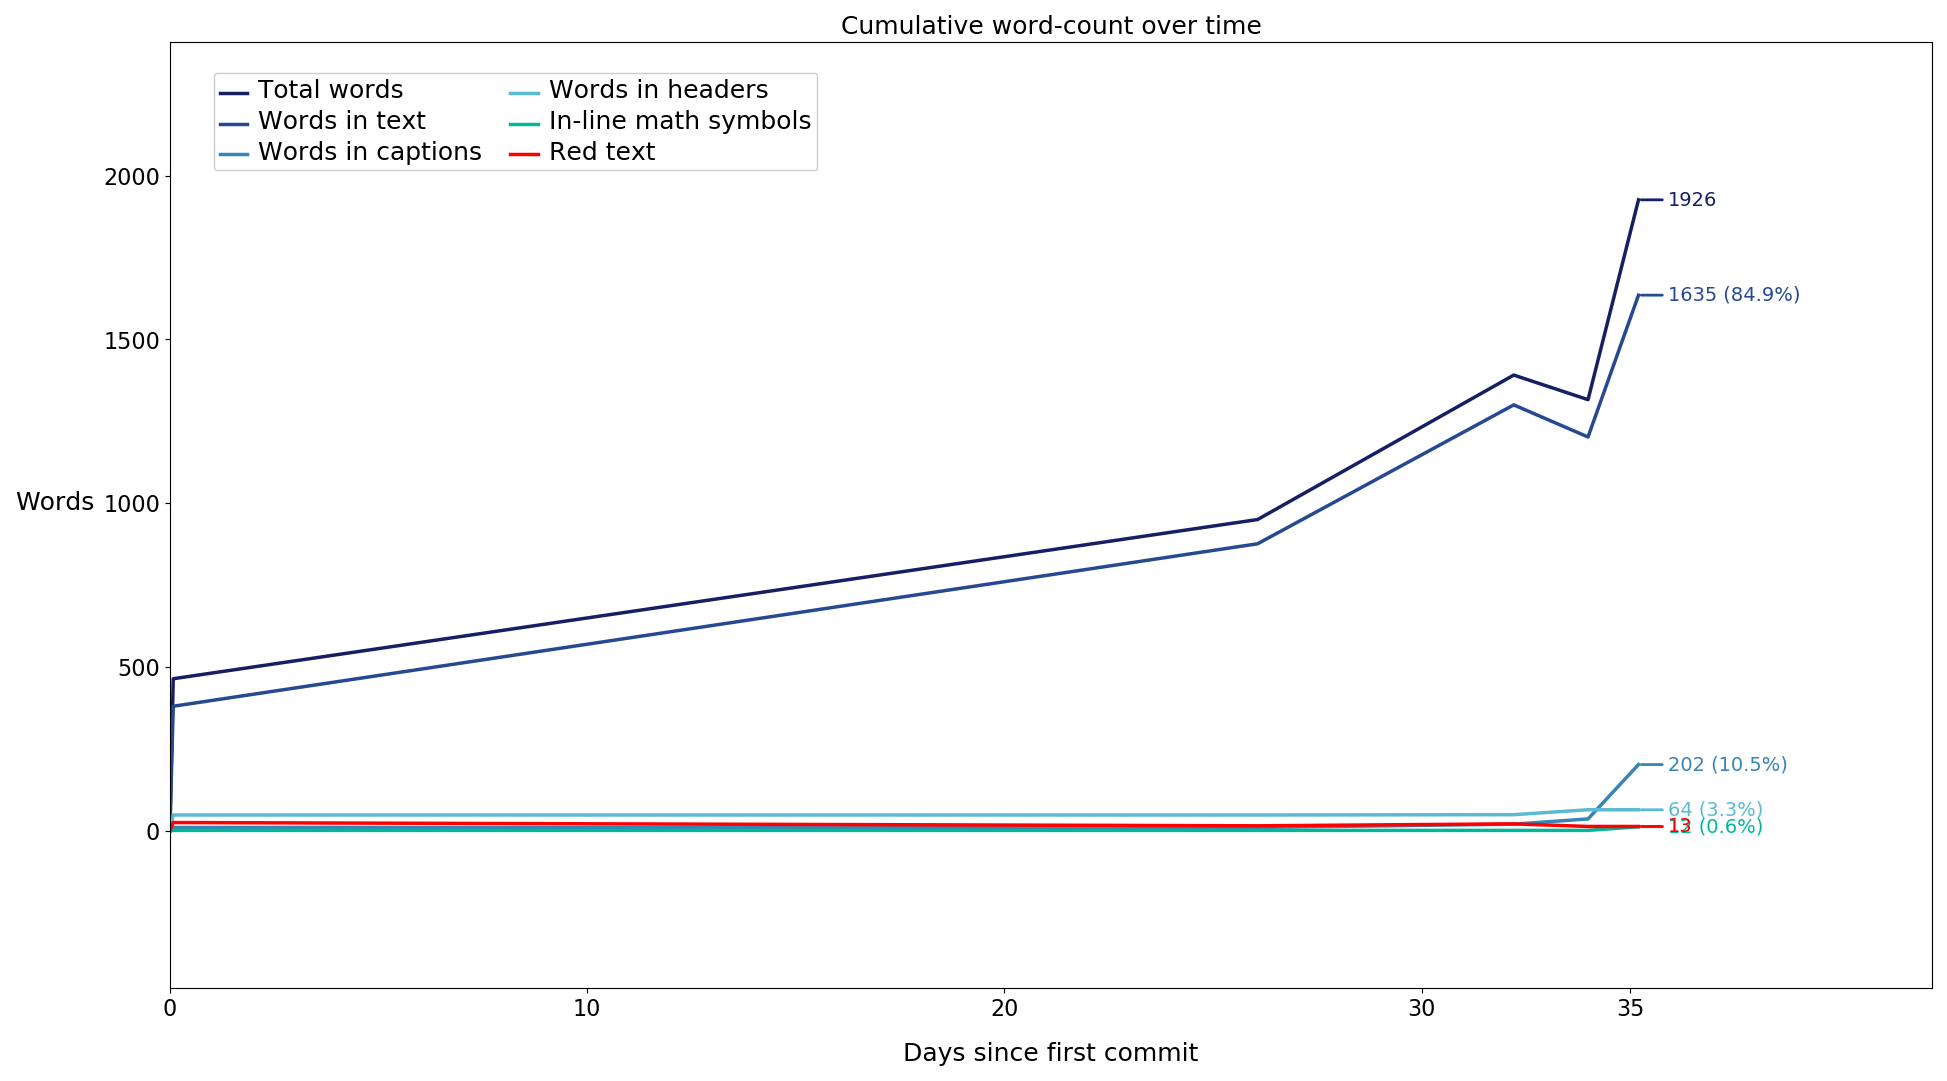 Cumulative word-count over time
Total words
Words in text
Words in captions
Words in headers
In-line math symbols
Red text
2000
1500
1000
500
0
Words
1926
1635 (84.9%)
202 (10.5%)
64 (3.3%)
13
(0.6%)
0 10 20 30 35
Days since first commit